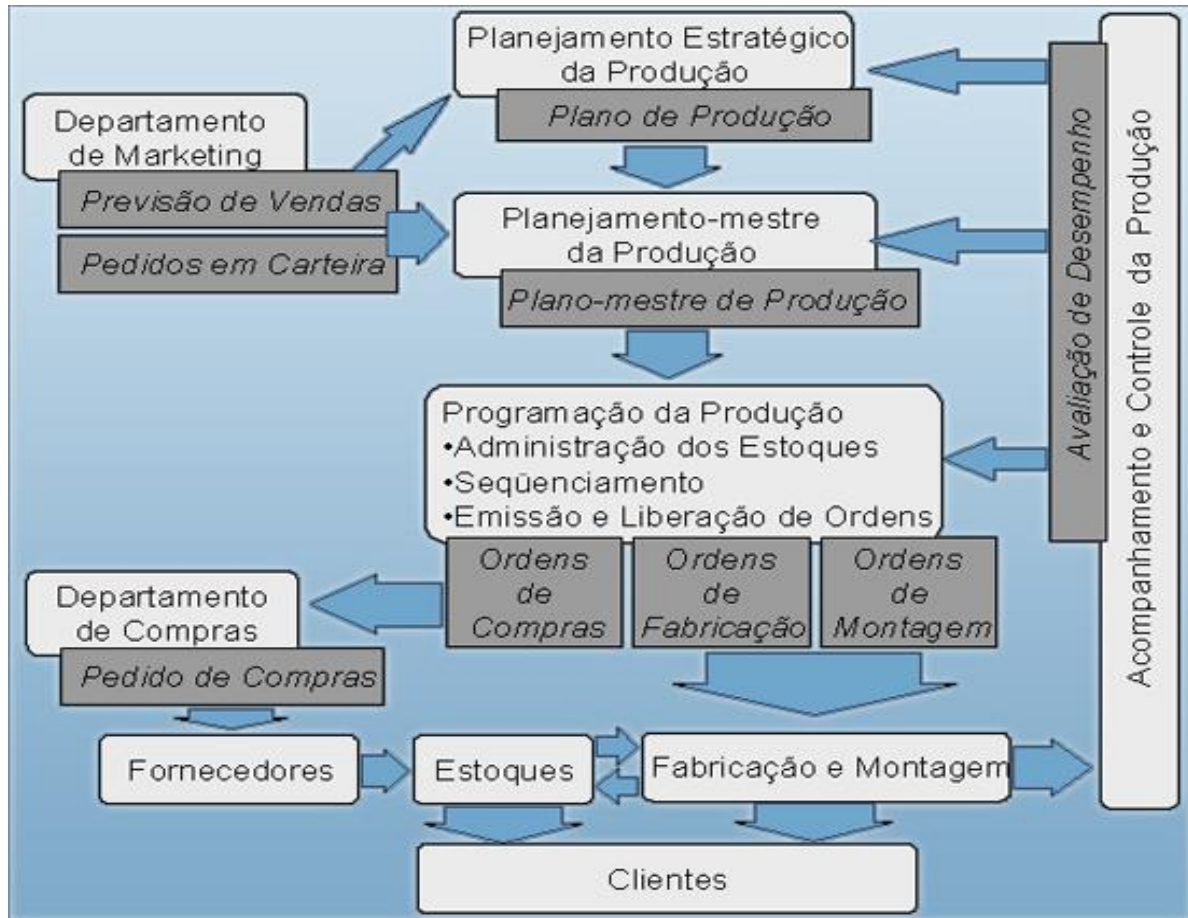 Planejamento Estratégico
da Produção
Plano de Produção
Departamento
de Marketing
Previsão de Vendas
Pedidos em Carteira
Planejamento-mestre
da Produção
Plano-mestre de Produção
Programação da Produção
•Administração dos Estoques
•Seqüenciamento
•Emissão e Liberação de Ordens
Ordens
de
Compras
Ordens
de
Fabricação
Ordens
de
Montagem
Departamento
de Compras
Pedido de Compras
Fornecedores
Estoques
Fabricação e Montagem
Clientes
Avaliação de Desempenho
Acompanhamento e Controle da Produção